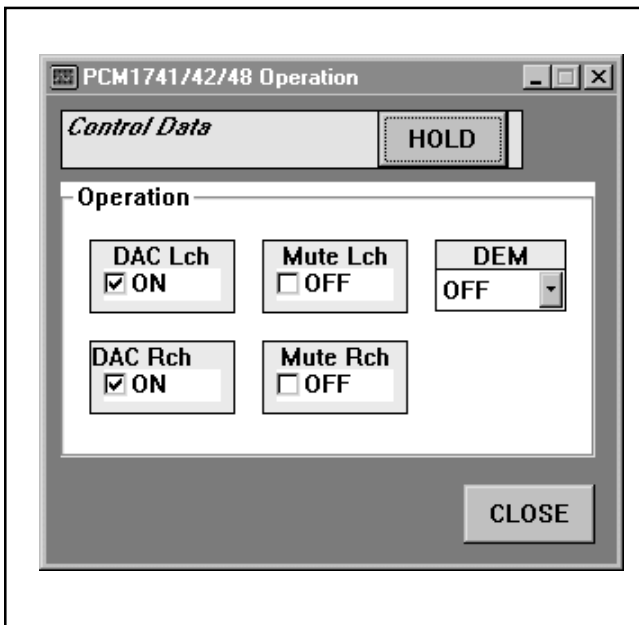 PCM1741/42/48 Operation
Control Data
HOLD
Operation
DAC Lch
ON
Mute Lch
OFF
DEM
OFF
DAC Rch
ON
Mute Rch
OFF
CLOSE